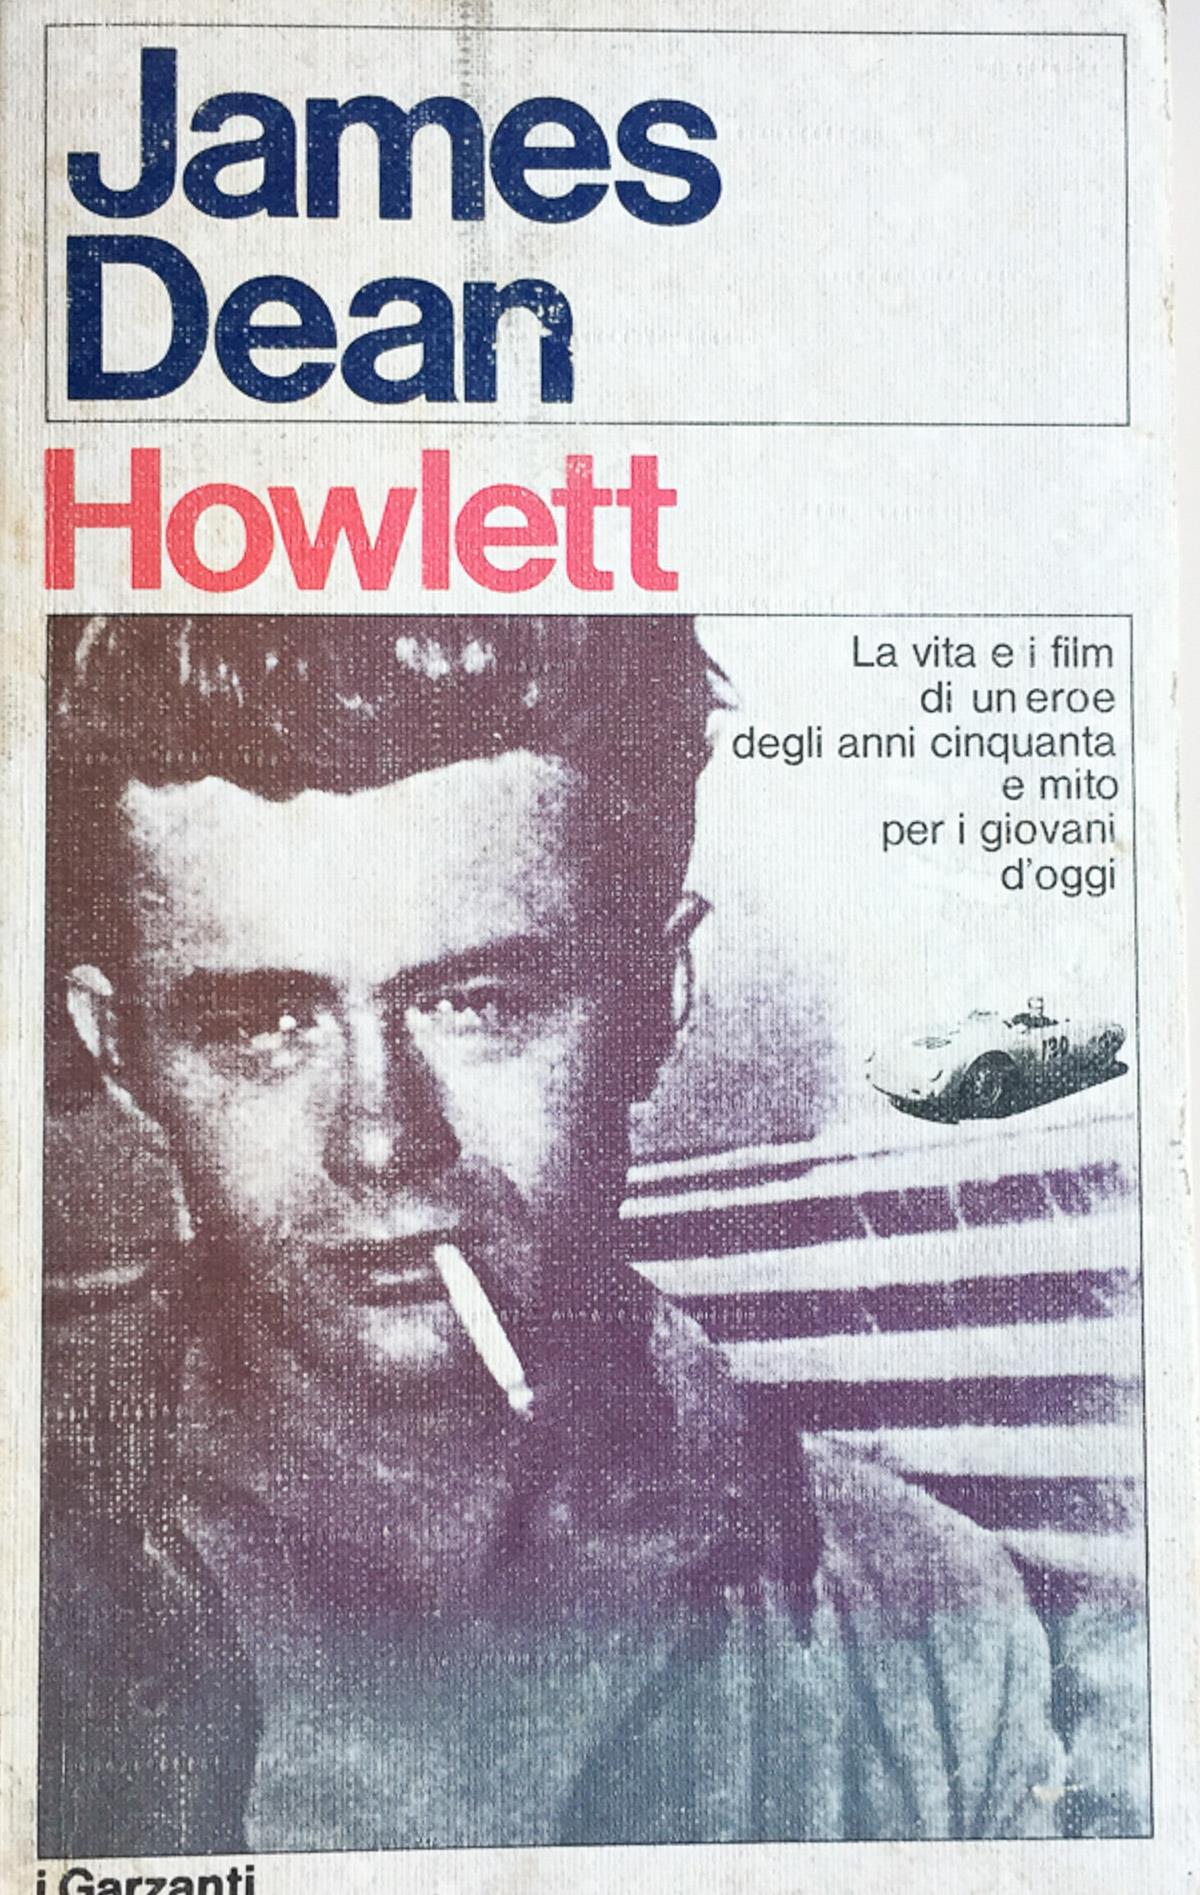 James
Dean
Howlett
La vita e i film
di un eroe
degli anni cinquanta
e mito
per i giovani
d'oggi
130
i Garzanti